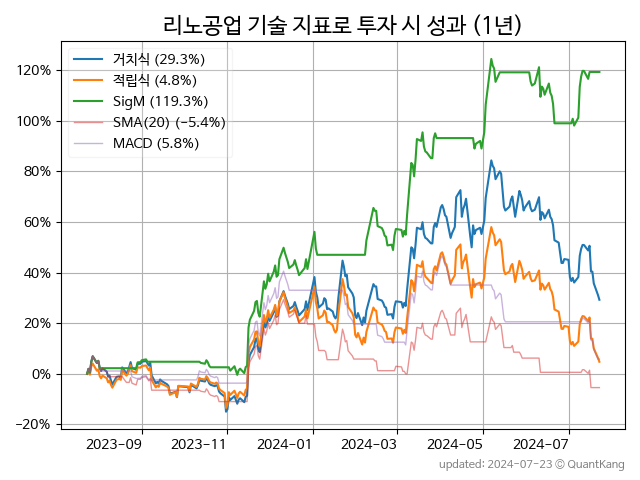 리노공업 기술 지표로 투자 시 성과 (1년)
거치식 (29.3%)
적립식 (4.8%)
SigM (119.3%)
SMA(20) (−5.4%)
MACD (5.8%)
120%
100%
80%
60%
40%
20%
0%
−20%
2023−09
2023−11
2024−01
2024−03
2024−05
2024−07
updated: 2024-07-23 © QuantKang